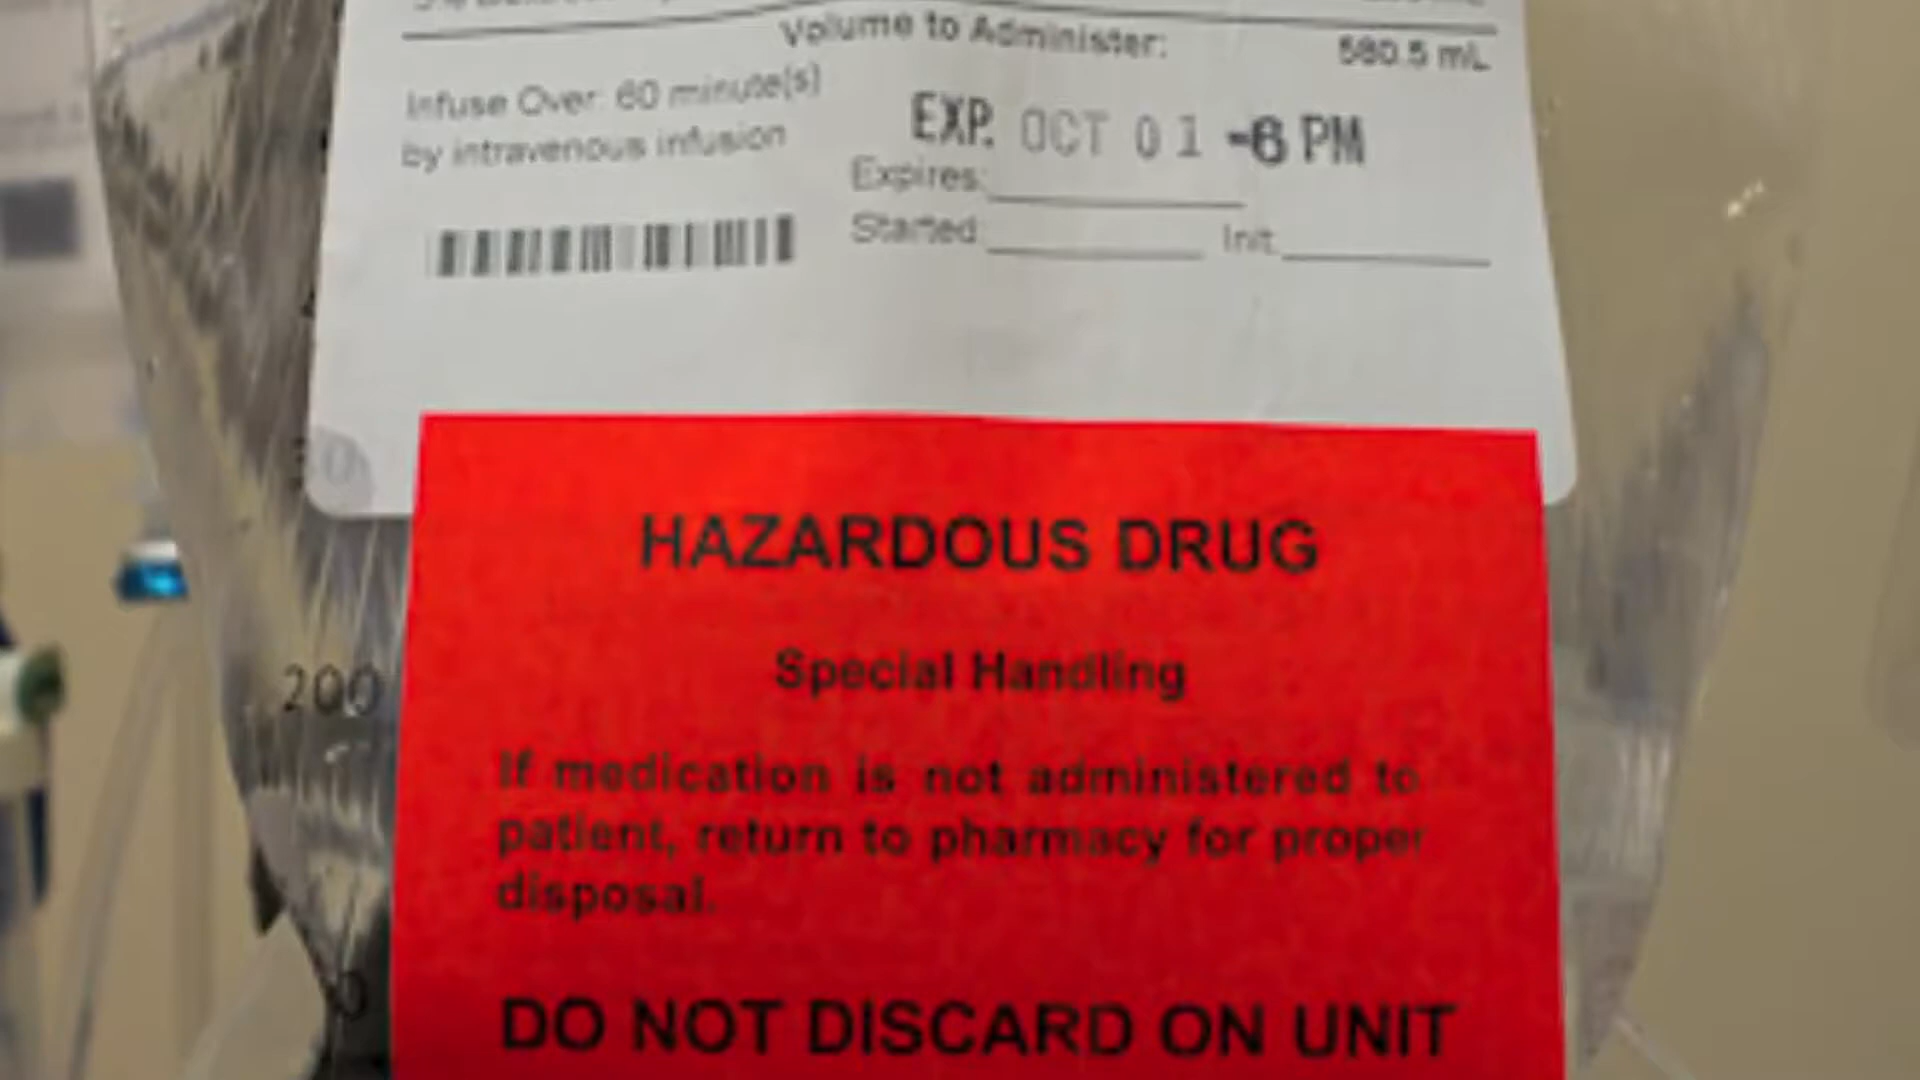 Volume to Administer: 580.5 mL
Infuse Over: 60 minute(s)
by intravenous infusion
EXP. OCT 01 -6 PM
Expires:
Started: Init.
HAZARDOUS DRUG
200
Special Handling
If medication is not administered to
patient, return to pharmacy for proper
disposal.
DO NOT DISCARD ON UNIT